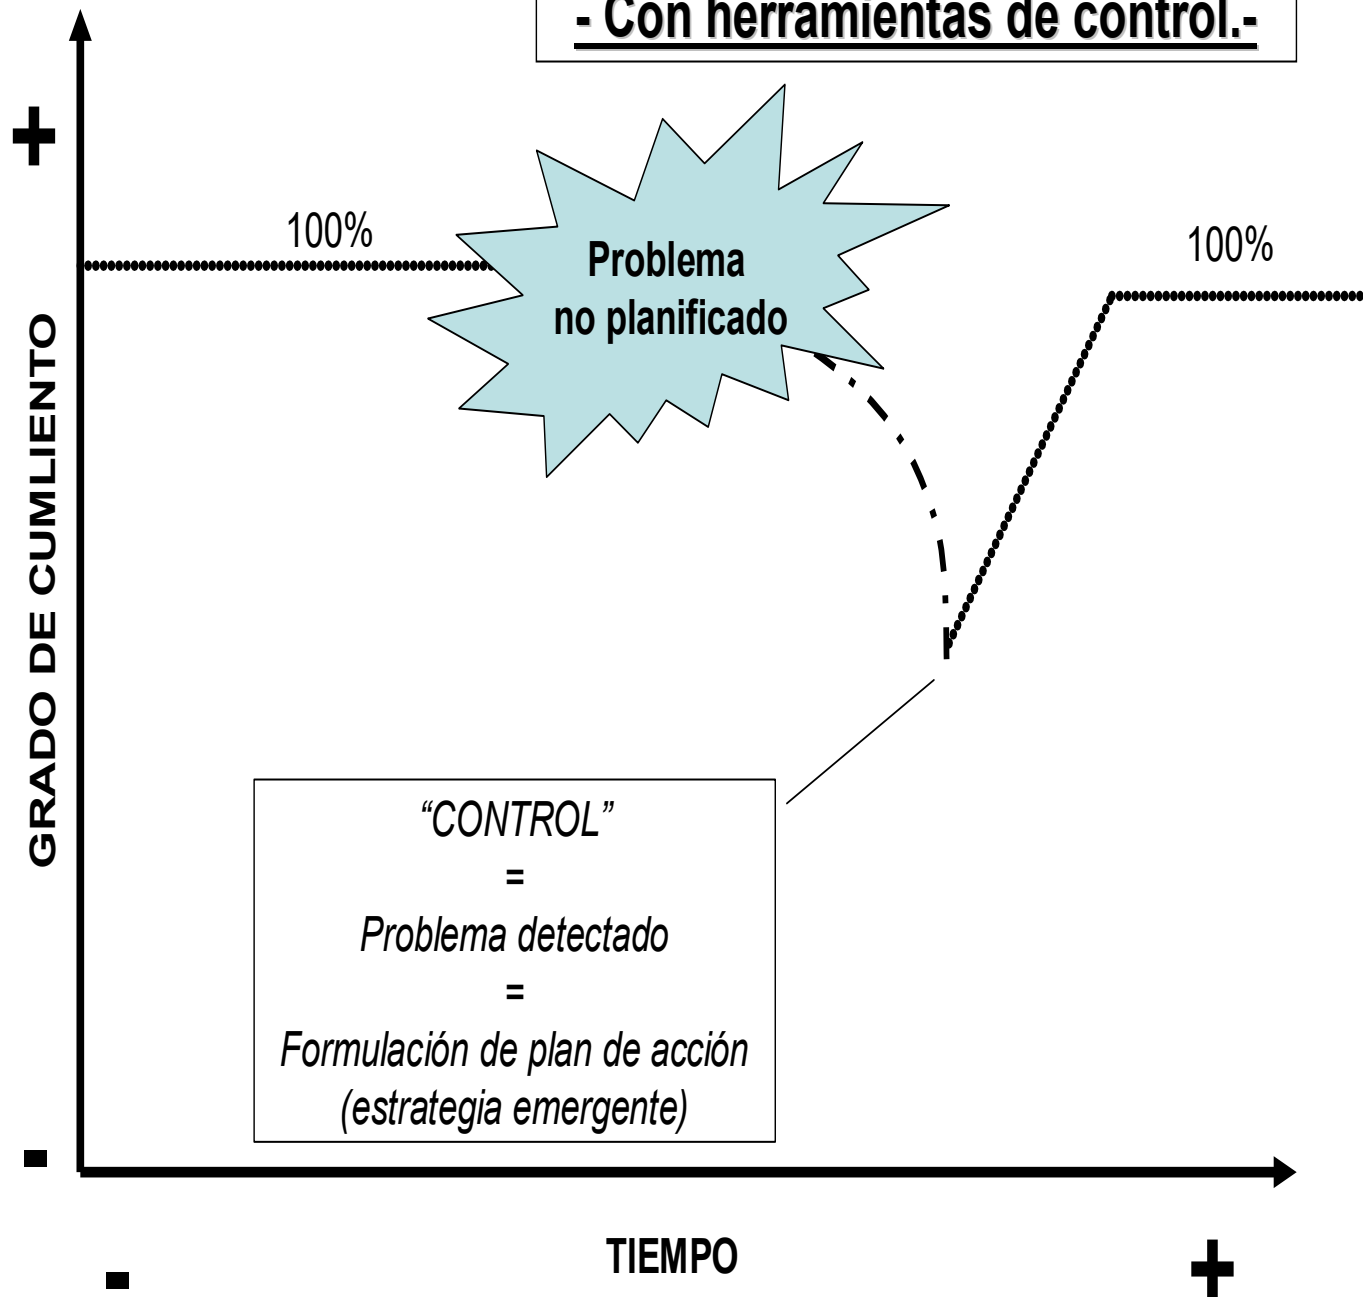 - Con herramientas de control.-
+
100%
100%
Problema
no planificado
GRADO DE CUMLIENTO
“CONTROL”
=
Problema detectado
=
Formulación de plan de acción
(estrategia emergente)
-
TIEMPO
-
+